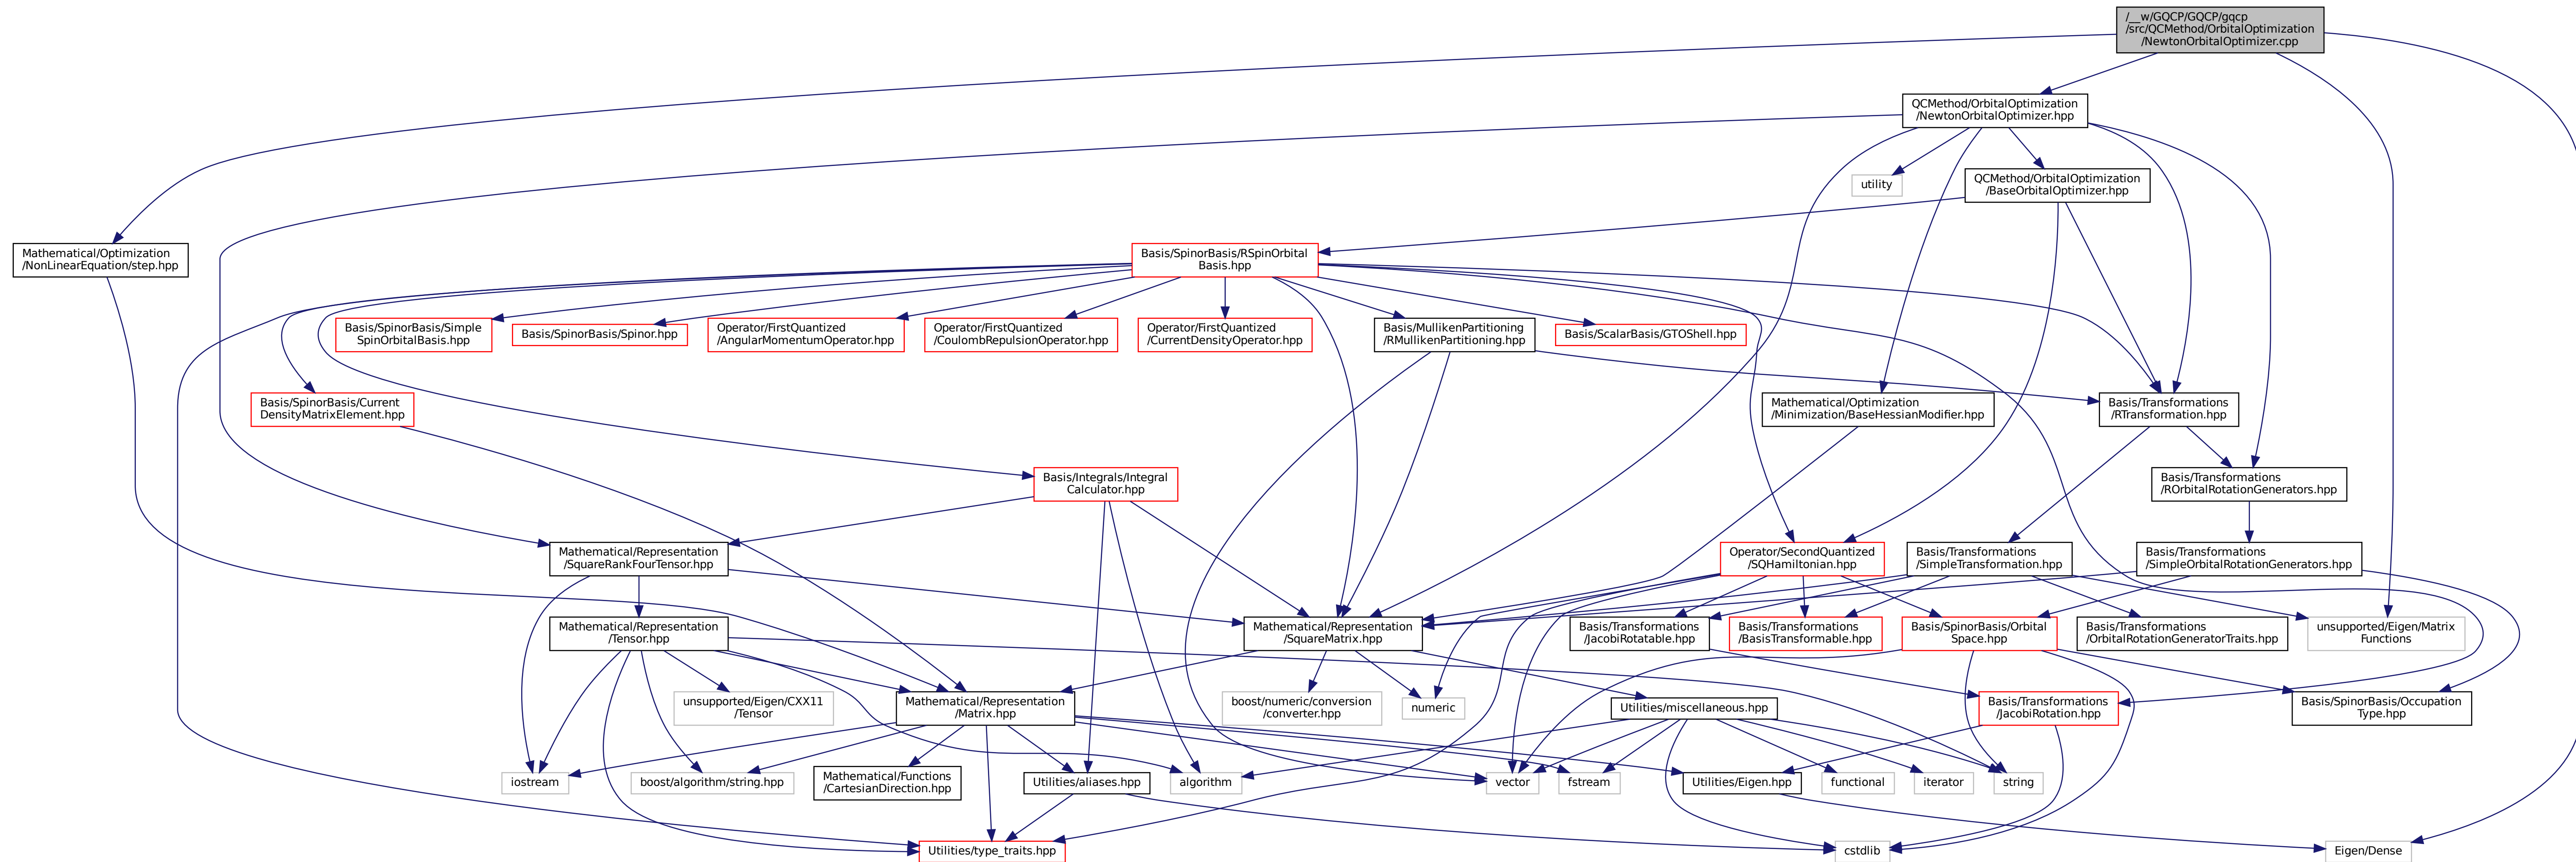 /__w/GQCP/GQCP/gqcp
/src/QCMethod/OrbitalOptimization
/NewtonOrbitalOptimizer.cpp
QCMethod/OrbitalOptimization
/NewtonOrbitalOptimizer.hpp
utility
QCMethod/OrbitalOptimization
/BaseOrbitalOptimizer.hpp
Mathematical/Optimization
/NonLinearEquation/step.hpp
Basis/SpinorBasis/RSpinOrbital
Basis.hpp
Basis/SpinorBasis/Simple
SpinOrbitalBasis.hpp
Basis/SpinorBasis/Spinor.hpp
Operator/FirstQuantized
/AngularMomentumOperator.hpp
Operator/FirstQuantized
/CoulombRepulsionOperator.hpp
Operator/FirstQuantized
/CurrentDensityOperator.hpp
Basis/MullikenPartitioning
/RMullikenPartitioning.hpp
Basis/ScalarBasis/GTOShell.hpp
Basis/SpinorBasis/Current
DensityMatrixElement.hpp
Mathematical/Optimization
/Minimization/BaseHessianModifier.hpp
Basis/Transformations
/RTransformation.hpp
Basis/Integrals/Integral
Calculator.hpp
Basis/Transformations
/ROrbitalRotationGenerators.hpp
Mathematical/Representation
/SquareRankFourTensor.hpp
Operator/SecondQuantized
/SQHamiltonian.hpp
Basis/Transformations
/SimpleTransformation.hpp
Basis/Transformations
/SimpleOrbitalRotationGenerators.hpp
Mathematical/Representation
/Tensor.hpp
Mathematical/Representation
/SquareMatrix.hpp
Basis/Transformations
/JacobiRotatable.hpp
Basis/Transformations
/BasisTransformable.hpp
Basis/SpinorBasis/Orbital
Space.hpp
Basis/Transformations
/OrbitalRotationGeneratorTraits.hpp
unsupported/Eigen/Matrix
Functions
unsupported/Eigen/CXX11
/Tensor
Mathematical/Representation
/Matrix.hpp
boost/numeric/conversion
/converter.hpp
numeric
Utilities/miscellaneous.hpp
Basis/Transformations
/JacobiRotation.hpp
Basis/SpinorBasis/Occupation
Type.hpp
iostream
boost/algorithm/string.hpp
Mathematical/Functions
/CartesianDirection.hpp
Utilities/aliases.hpp
algorithm
vector
fstream
Utilities/Eigen.hpp
functional
iterator
string
Utilities/type_traits.hpp
cstdlib
Eigen/Dense